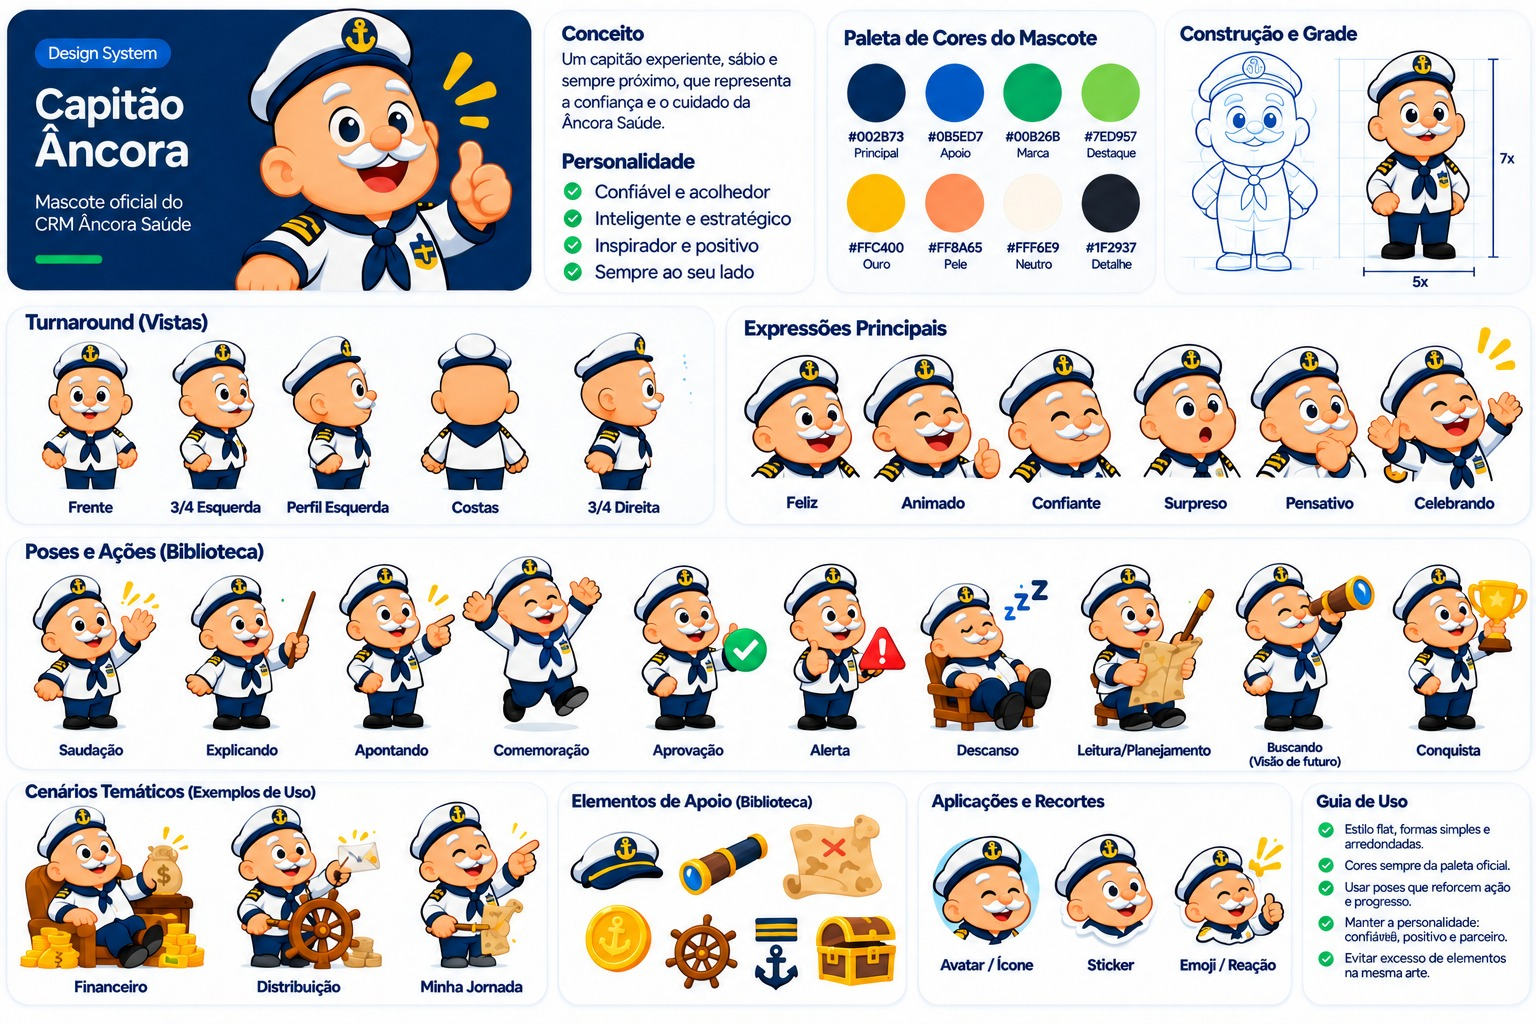 Design System
Capitão
Âncora
Mascote oficial do
CRM Âncora Saúde
Conceito
Um capitão experiente, sábio e
sempre próximo, que representa
a confiança e o cuidado da
Âncora Saúde.
Personalidade
Confiável e acolhedor
Inteligente e estratégico
Inspirador e positivo
Sempre ao seu lado
Paleta de Cores do Mascote
#002B73
Principal
#0B5ED7
Apoio
#00B26B
Marca
#7ED957
Destaque
#FFC400
Ouro
#FF8A65
Pele
#FFF6E9
Neutro
#1F2937
Detalhe
Construção e Grade
7x
5x
Turnaround (Vistas)
Frente
3/4 Esquerda
Perfil Esquerda
Costas
3/4 Direita
Expressões Principais
Feliz
Animado
Confiante
Surpreso
Pensativo
Celebrando
Poses e Ações (Biblioteca)
zZZ
Saudação
Explicando
Apontando
Comemoração
Aprovação
Alerta
Descanso
Leitura/Planejamento
Buscando
(Visão de futuro)
Conquista
Cenários Temáticos (Exemplos de Uso)
$
Financeiro
Distribuição
Minha Jornada
Elementos de Apoio (Biblioteca)
Aplicações e Recortes
Avatar / Ícone
Sticker
Emoji / Reação
Guia de Uso
Estilo flat, formas simples e
arredondadas.
Cores sempre da paleta oficial.
Usar poses que reforcem ação
e progresso.
Manter a personalidade:
positivo e parceiro.
Evitar excesso de elementos
na mesma arte.